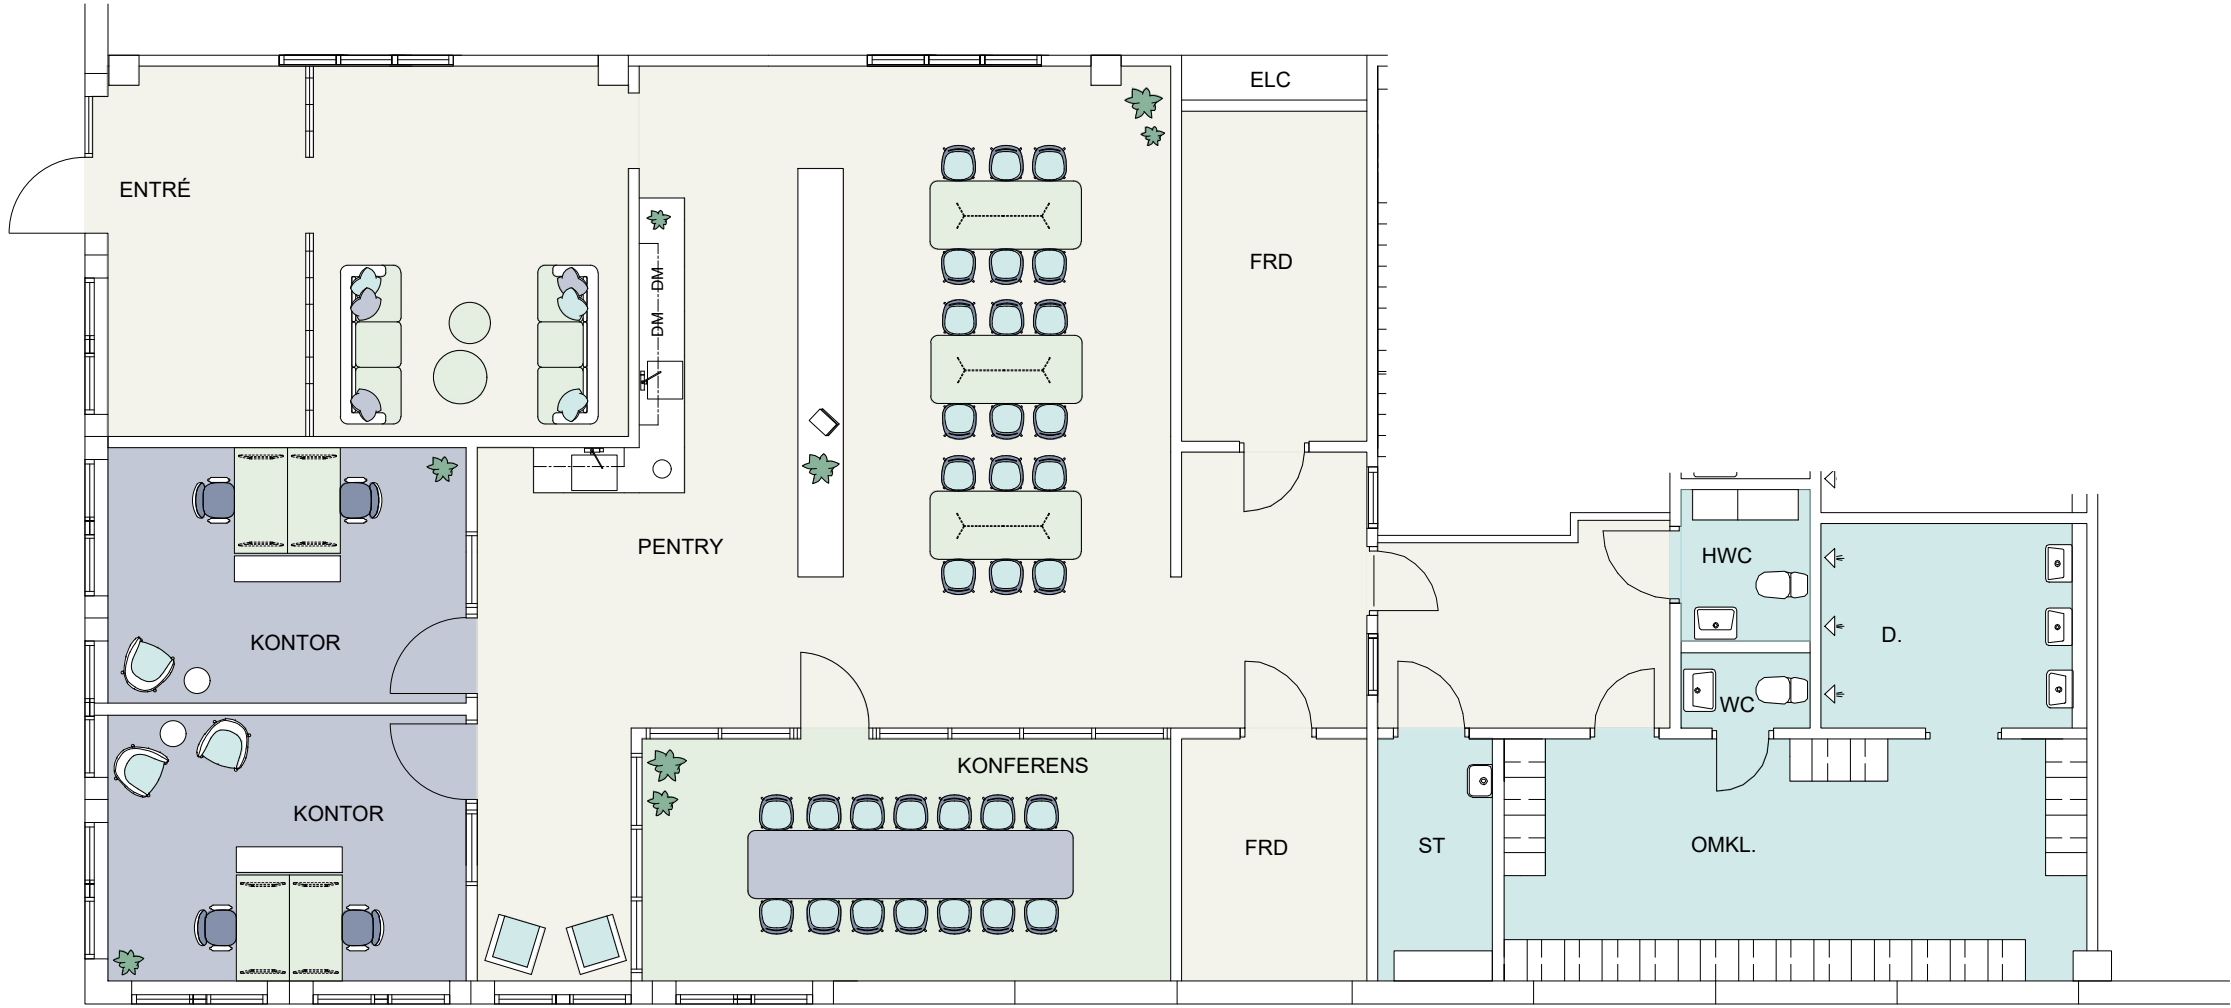 ELC
ENTRÉ
FRD
DM
DM
PENTRY
HWC
KONTOR
D.
WC
KONFERENS
KONTOR
FRD
ST
OMKL.